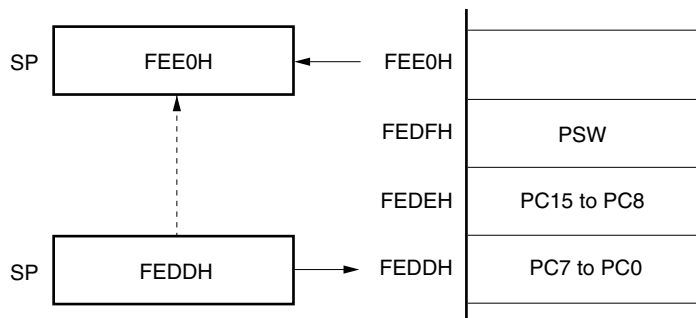 SP FEE0H FEE0H
FEDFH PSW
FEDEH PC15 to PC8
SP FEDDH FEDDH PC7 to PC0